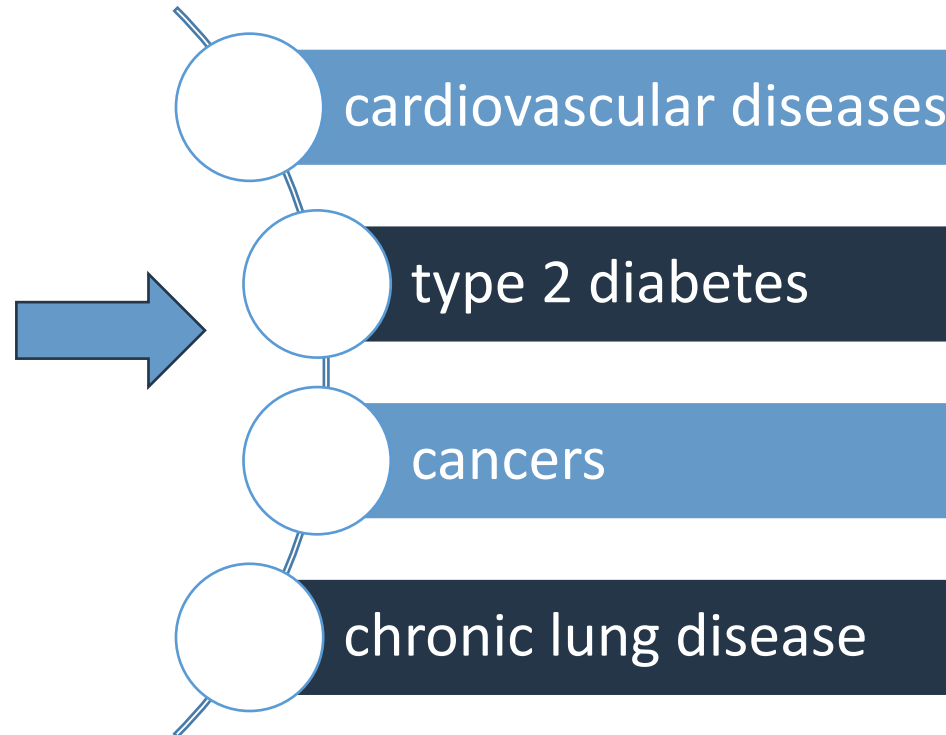 cardiovascular diseases
type 2 diabetes
cancers
chronic lung disease